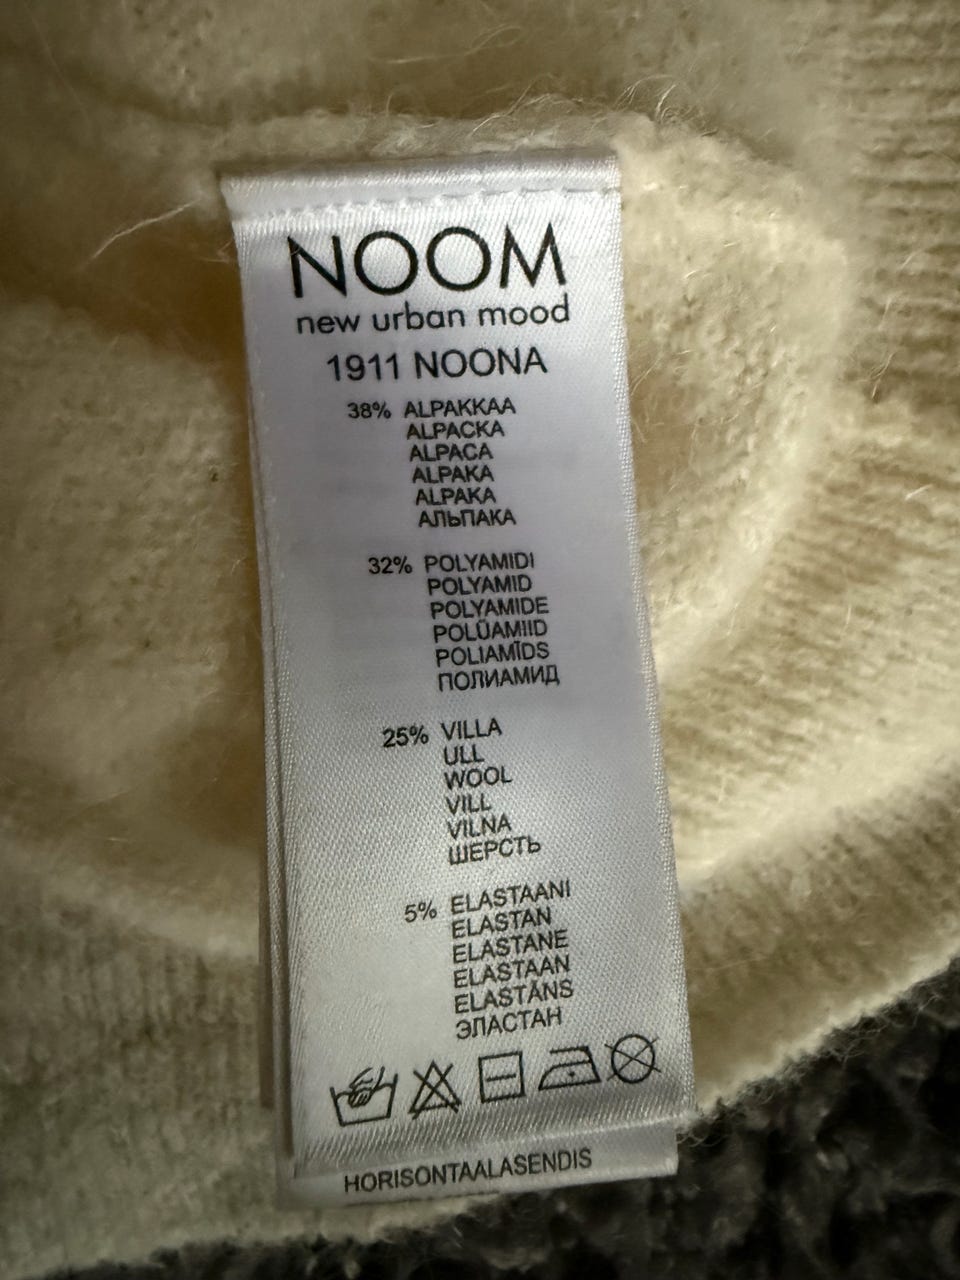 NOOM
new urban mood
1911 NOONA
38% ALPAKKAA
ALPACKA
ALPACA
ALPAKA
ALPAKA
АЛЬПАКА
32% POLYAMIDI
POLYAMID
POLYAMIDE
POLÜAMIID
POLIAMĪDS
ПОЛИАМИД
25% VILLA
ULL
WOOL
VILL
VILNA
ШЕРСТЬ
5% ELASTAANI
ELASTAN
ELASTANE
ELASTAAN
ELASTĀNS
ЭЛАСТАН
HORISONTAALASENDIS